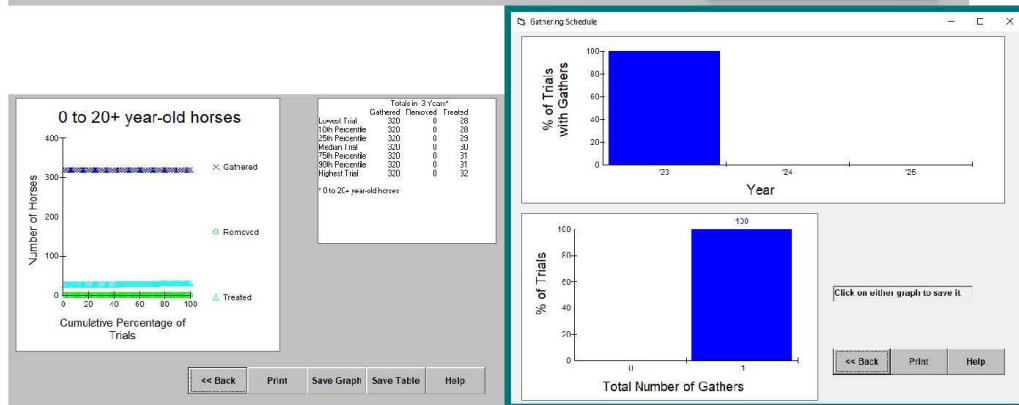 0 to 20+ year-old horses
400
300
200
100
0
0 20 40 60 80 100
Number of Horses
Cumulative Percentage of
Trials
Gathered
Removed
Treated
Totals in 3 Years*
Gathered Removed Treated
Lowest Trial 320 0 28
10th Percentile 320 0 28
25th Percentile 320 0 29
Median Trial 320 0 30
75th Percentile 320 0 31
90th Percentile 320 0 31
Highest Trial 320 0 32
* 0 to 20+ year-old horses
<< Back Print Save Graph Save Table Help
Gathering Schedule
100
80
60
40
20
0
% of Trials
with Gathers
'23 '24 '25
Year
100
100
80
60
40
20
0
% of Trials
0 1
Total Number of Gathers
Click on either graph to save it
<< Back Print Help